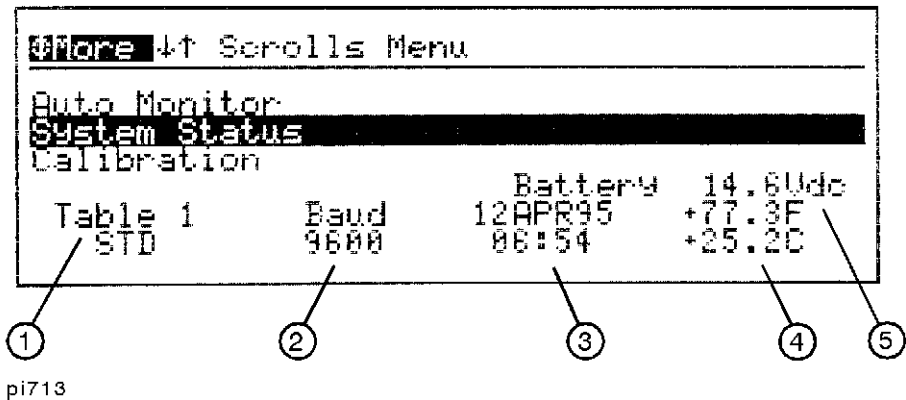 More ↓↑ Scrolls Menu
Auto Monitor
System Status
Calibration
Battery 14.6Vdc
Table 1 Baud 12APR95 +77.3F
STD 9600 06:54 +25.2C
1 2 3 4 5
pi713